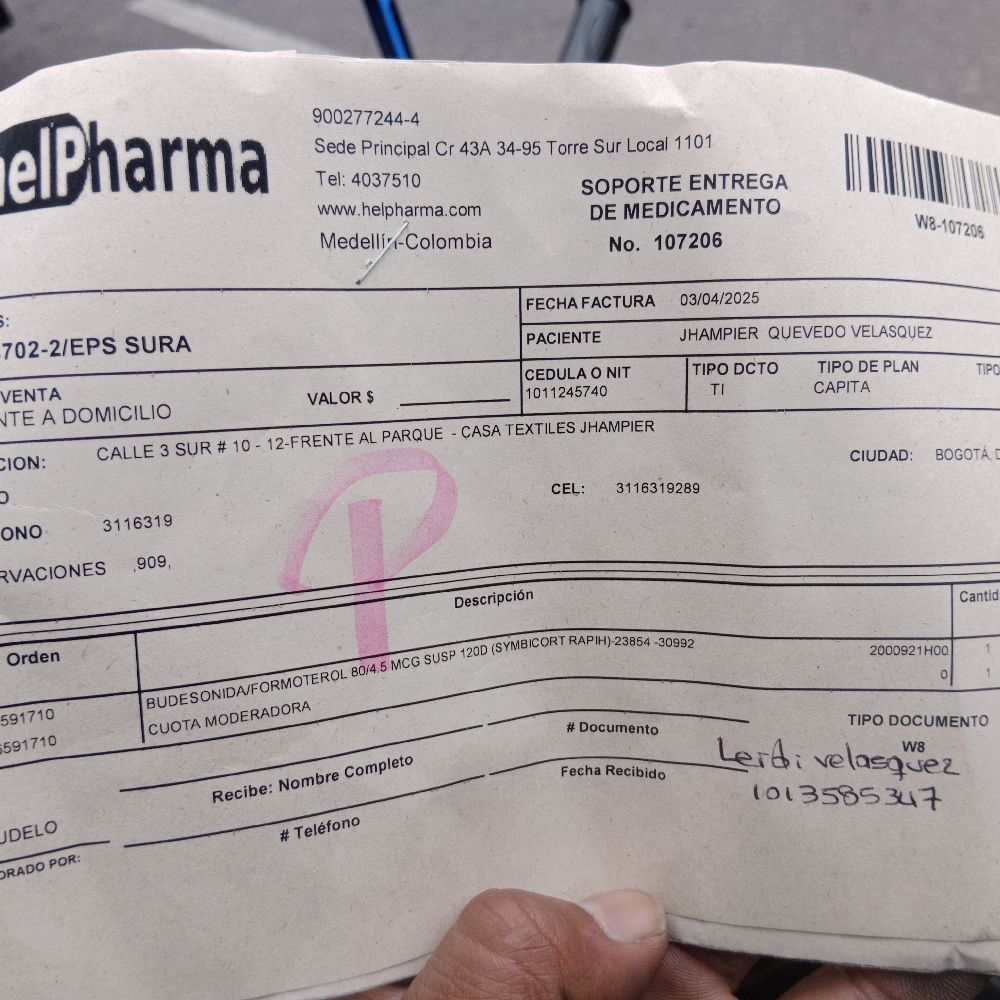 helPharma
900277244-4
Sede Principal Cr 43A 34-95 Torre Sur Local 1101
Tel: 4037510
www.helpharma.com
Medellín-Colombia
SOPORTE ENTREGA
DE MEDICAMENTO
No. 107206
W8-107206
S:
702-2/EPS SURA
FECHA FACTURA 03/04/2025
PACIENTE JHAMPIER QUEVEDO VELASQUEZ
VENTA
NTE A DOMICILIO
VALOR $
CEDULA O NIT
1011245740
TIPO DCTO
TI
TIPO DE PLAN
CAPITA
TIPO
CION: CALLE 3 SUR # 10 - 12-FRENTE AL PARQUE - CASA TEXTILES JHAMPIER
CIUDAD: BOGOTÁ, D
O
CEL: 3116319289
ONO 3116319
RVACIONES ,909,
P
Orden
Descripción
Cantid
591710 BUDESONIDA/FORMOTEROL 80/4.5 MCG SUSP 120D (SYMBICORT RAPIH)-23854 -30992 2000921H00 1
591710 CUOTA MODERADORA 0 1
Recibe: Nombre Completo
# Documento
TIPO DOCUMENTO
W8
# Teléfono
Fecha Recibido
velasquez
1013585347
UDELO
ORADO POR: